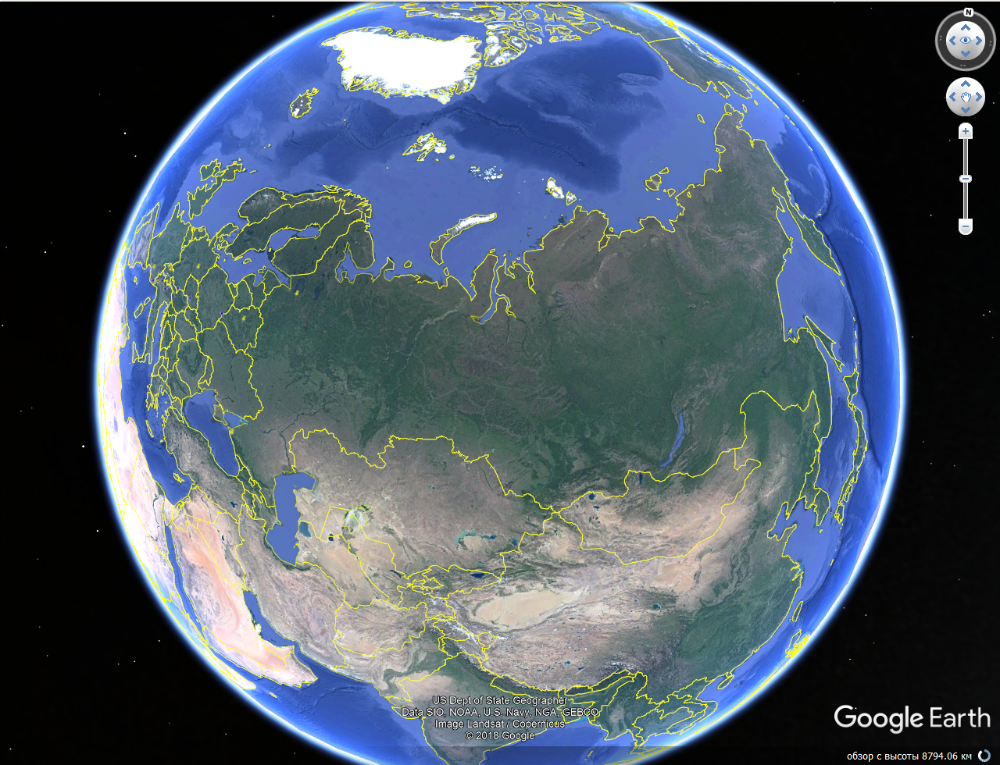 N
US Dept of State Geographer
Data SIO, NOAA, U.S. Navy, NGA, GEBCO
Image Landsat / Copernicus
© 2018 Google
Google Earth
обзор с высоты 8794.06 км